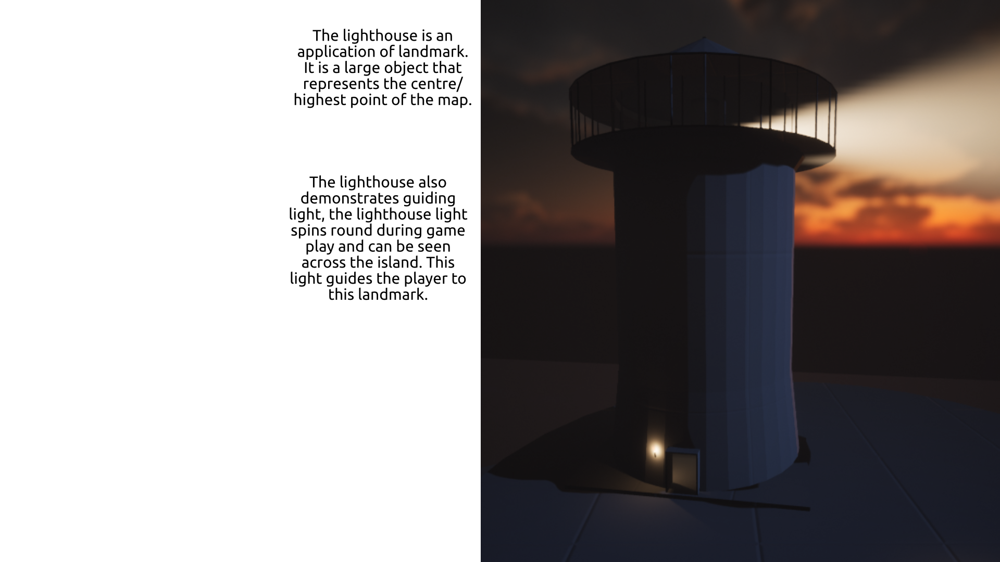 The lighthouse is an
application of landmark.
It is a large object that
represents the centre/
highest point of the map.
The lighthouse also
demonstrates guiding
light, the lighthouse light
spins round during game
play and can be seen
across the island. This
light guides the player to
this landmark.